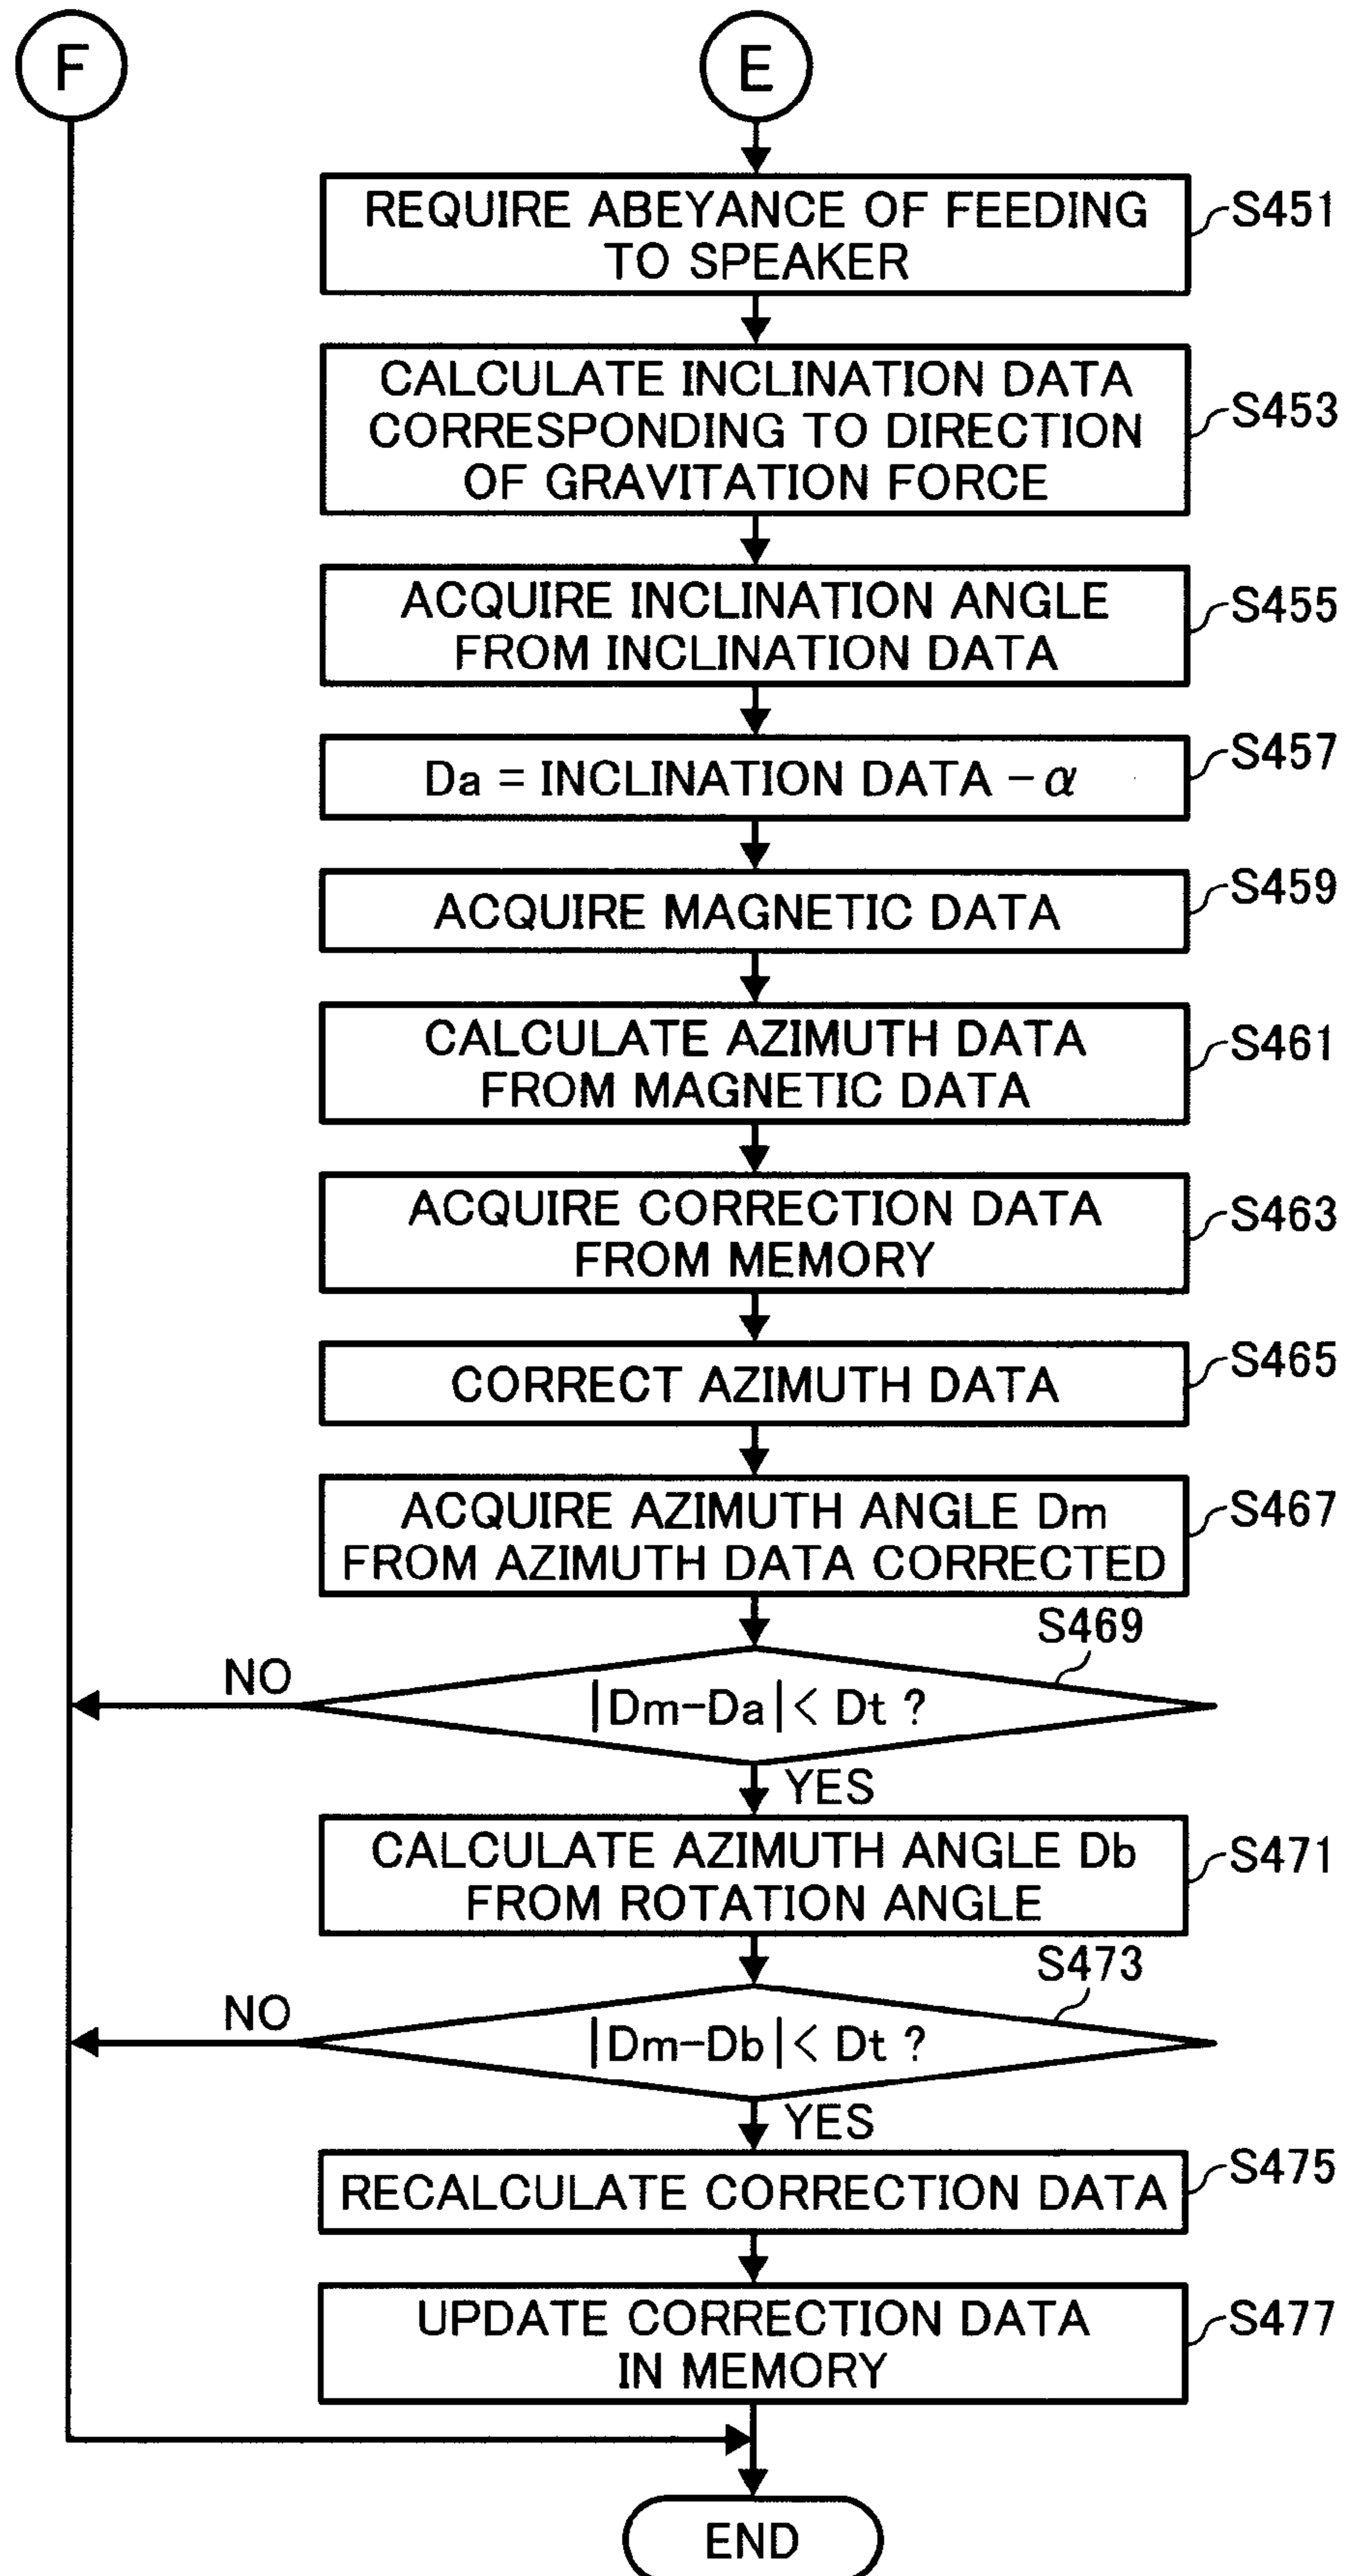 F
E
REQUIRE ABEYANCE OF FEEDING
TO SPEAKER
S451
CALCULATE INCLINATION DATA
CORRESPONDING TO DIRECTION
OF GRAVITATION FORCE
S453
ACQUIRE INCLINATION ANGLE
FROM INCLINATION DATA
S455
Da = INCLINATION DATA - α
S457
ACQUIRE MAGNETIC DATA
S459
CALCULATE AZIMUTH DATA
FROM MAGNETIC DATA
S461
ACQUIRE CORRECTION DATA
FROM MEMORY
S463
CORRECT AZIMUTH DATA
S465
ACQUIRE AZIMUTH ANGLE Dm
FROM AZIMUTH DATA CORRECTED
S467
S469
NO
|Dm-Da| < Dt ?
YES
CALCULATE AZIMUTH ANGLE Db
FROM ROTATION ANGLE
S471
S473
NO
|Dm-Db| < Dt ?
YES
RECALCULATE CORRECTION DATA
S475
UPDATE CORRECTION DATA
IN MEMORY
S477
END